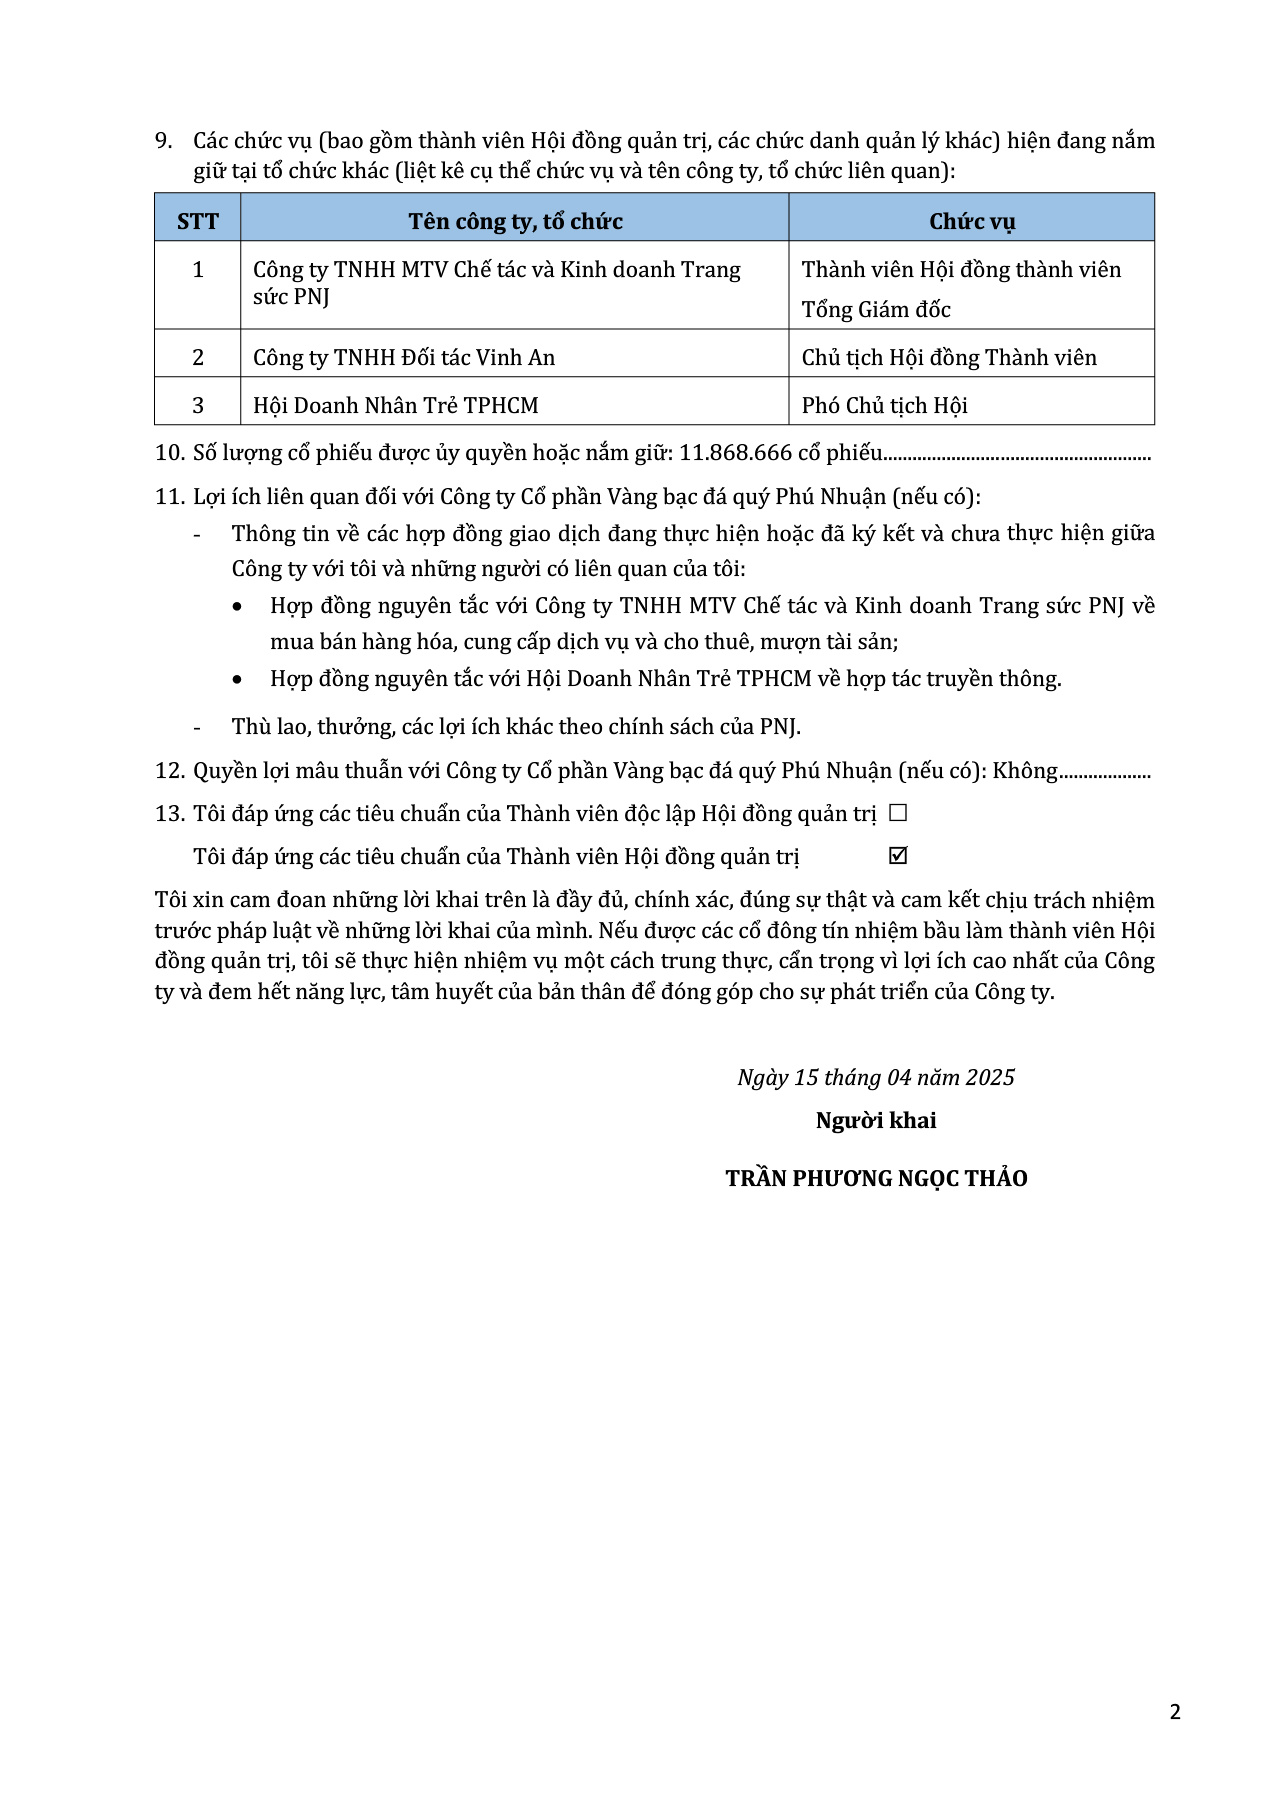 9. Các chức vụ (bao gồm thành viên Hội đồng quản trị, các chức danh quản lý khác) hiện đang nắm
giữ tại tổ chức khác (liệt kê cụ thể chức vụ và tên công ty, tổ chức liên quan):
STT Tên công ty, tổ chức Chức vụ
1 Công ty TNHH MTV Chế tác và Kinh doanh Trang Thành viên Hội đồng thành viên
sức PNJ Tổng Giám đốc
2 Công ty TNHH Đối tác Vinh An Chủ tịch Hội đồng Thành viên
3 Hội Doanh Nhân Trẻ TPHCM Phó Chủ tịch Hội
10. Số lượng cổ phiếu được ủy quyền hoặc nắm giữ: 11.868.666 cổ phiếu.......................................................
11. Lợi ích liên quan đối với Công ty Cổ phần Vàng bạc đá quý Phú Nhuận (nếu có):
- Thông tin về các hợp đồng giao dịch đang thực hiện hoặc đã ký kết và chưa thực hiện giữa
Công ty với tôi và những người có liên quan của tôi:
• Hợp đồng nguyên tắc với Công ty TNHH MTV Chế tác và Kinh doanh Trang sức PNJ về
mua bán hàng hóa, cung cấp dịch vụ và cho thuê, mượn tài sản;
• Hợp đồng nguyên tắc với Hội Doanh Nhân Trẻ TPHCM về hợp tác truyền thông.
- Thù lao, thưởng, các lợi ích khác theo chính sách của PNJ.
12. Quyền lợi mâu thuẫn với Công ty Cổ phần Vàng bạc đá quý Phú Nhuận (nếu có): Không...................
13. Tôi đáp ứng các tiêu chuẩn của Thành viên độc lập Hội đồng quản trị ☐
Tôi đáp ứng các tiêu chuẩn của Thành viên Hội đồng quản trị ☑
Tôi xin cam đoan những lời khai trên là đầy đủ, chính xác, đúng sự thật và cam kết chịu trách nhiệm
trước pháp luật về những lời khai của mình. Nếu được các cổ đông tín nhiệm bầu làm thành viên Hội
đồng quản trị, tôi sẽ thực hiện nhiệm vụ một cách trung thực, cẩn trọng vì lợi ích cao nhất của Công
ty và đem hết năng lực, tâm huyết của bản thân để đóng góp cho sự phát triển của Công ty.
Ngày 15 tháng 04 năm 2025
Người khai
TRẦN PHƯƠNG NGỌC THẢO
2